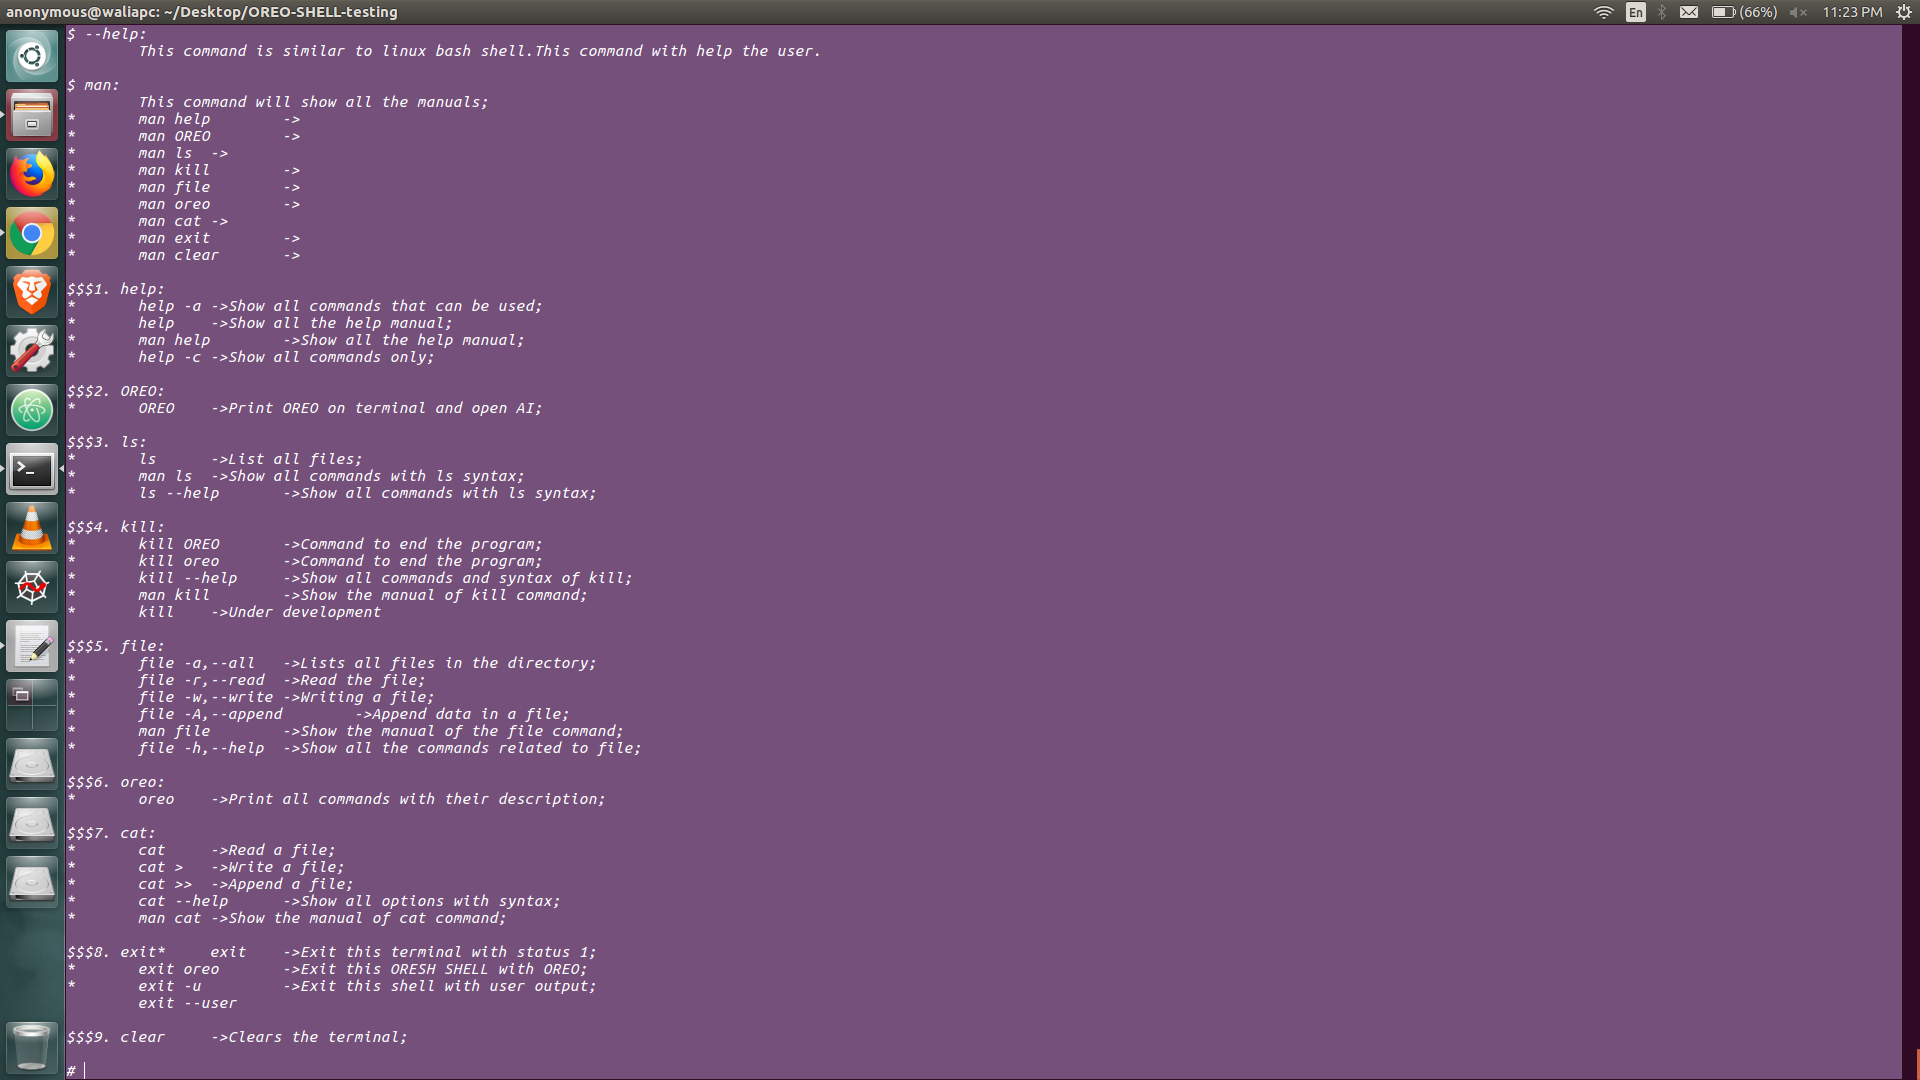 anonymous@waliapc: ~/Desktop/OREO-SHELL-testing En (66%) 11:23 PM
$ --help:
This command is similar to linux bash shell.This command with help the user.
$ man:
This command will show all the manuals;
* man help ->
* man OREO ->
* man ls ->
* man kill ->
* man file ->
* man oreo ->
* man cat ->
* man exit ->
* man clear ->
$$$1. help:
* help -a ->Show all commands that can be used;
* help ->Show all the help manual;
* man help ->Show all the help manual;
* help -c ->Show all commands only;
$$$2. OREO:
* OREO ->Print OREO on terminal and open AI;
$$$3. ls:
* ls ->List all files;
* man ls ->Show all commands with ls syntax;
* ls --help ->Show all commands with ls syntax;
$$$4. kill:
* kill OREO ->Command to end the program;
* kill oreo ->Command to end the program;
* kill --help ->Show all commands and syntax of kill;
* man kill ->Show the manual of kill command;
* kill ->Under development
$$$5. file:
* file -a,--all ->Lists all files in the directory;
* file -r,--read ->Read the file;
* file -w,--write ->Writing a file;
* file -A,--append ->Append data in a file;
* man file ->Show the manual of the file command;
* file -h,--help ->Show all the commands related to file;
$$$6. oreo:
* oreo ->Print all commands with their description;
$$$7. cat:
* cat ->Read a file;
* cat > ->Write a file;
* cat >> ->Append a file;
* cat --help ->Show all options with syntax;
* man cat ->Show the manual of cat command;
$$$8. exit* exit ->Exit this terminal with status 1;
* exit oreo ->Exit this ORESH SHELL with OREO;
* exit -u ->Exit this shell with user output;
exit --user
$$$9. clear ->Clears the terminal;
#